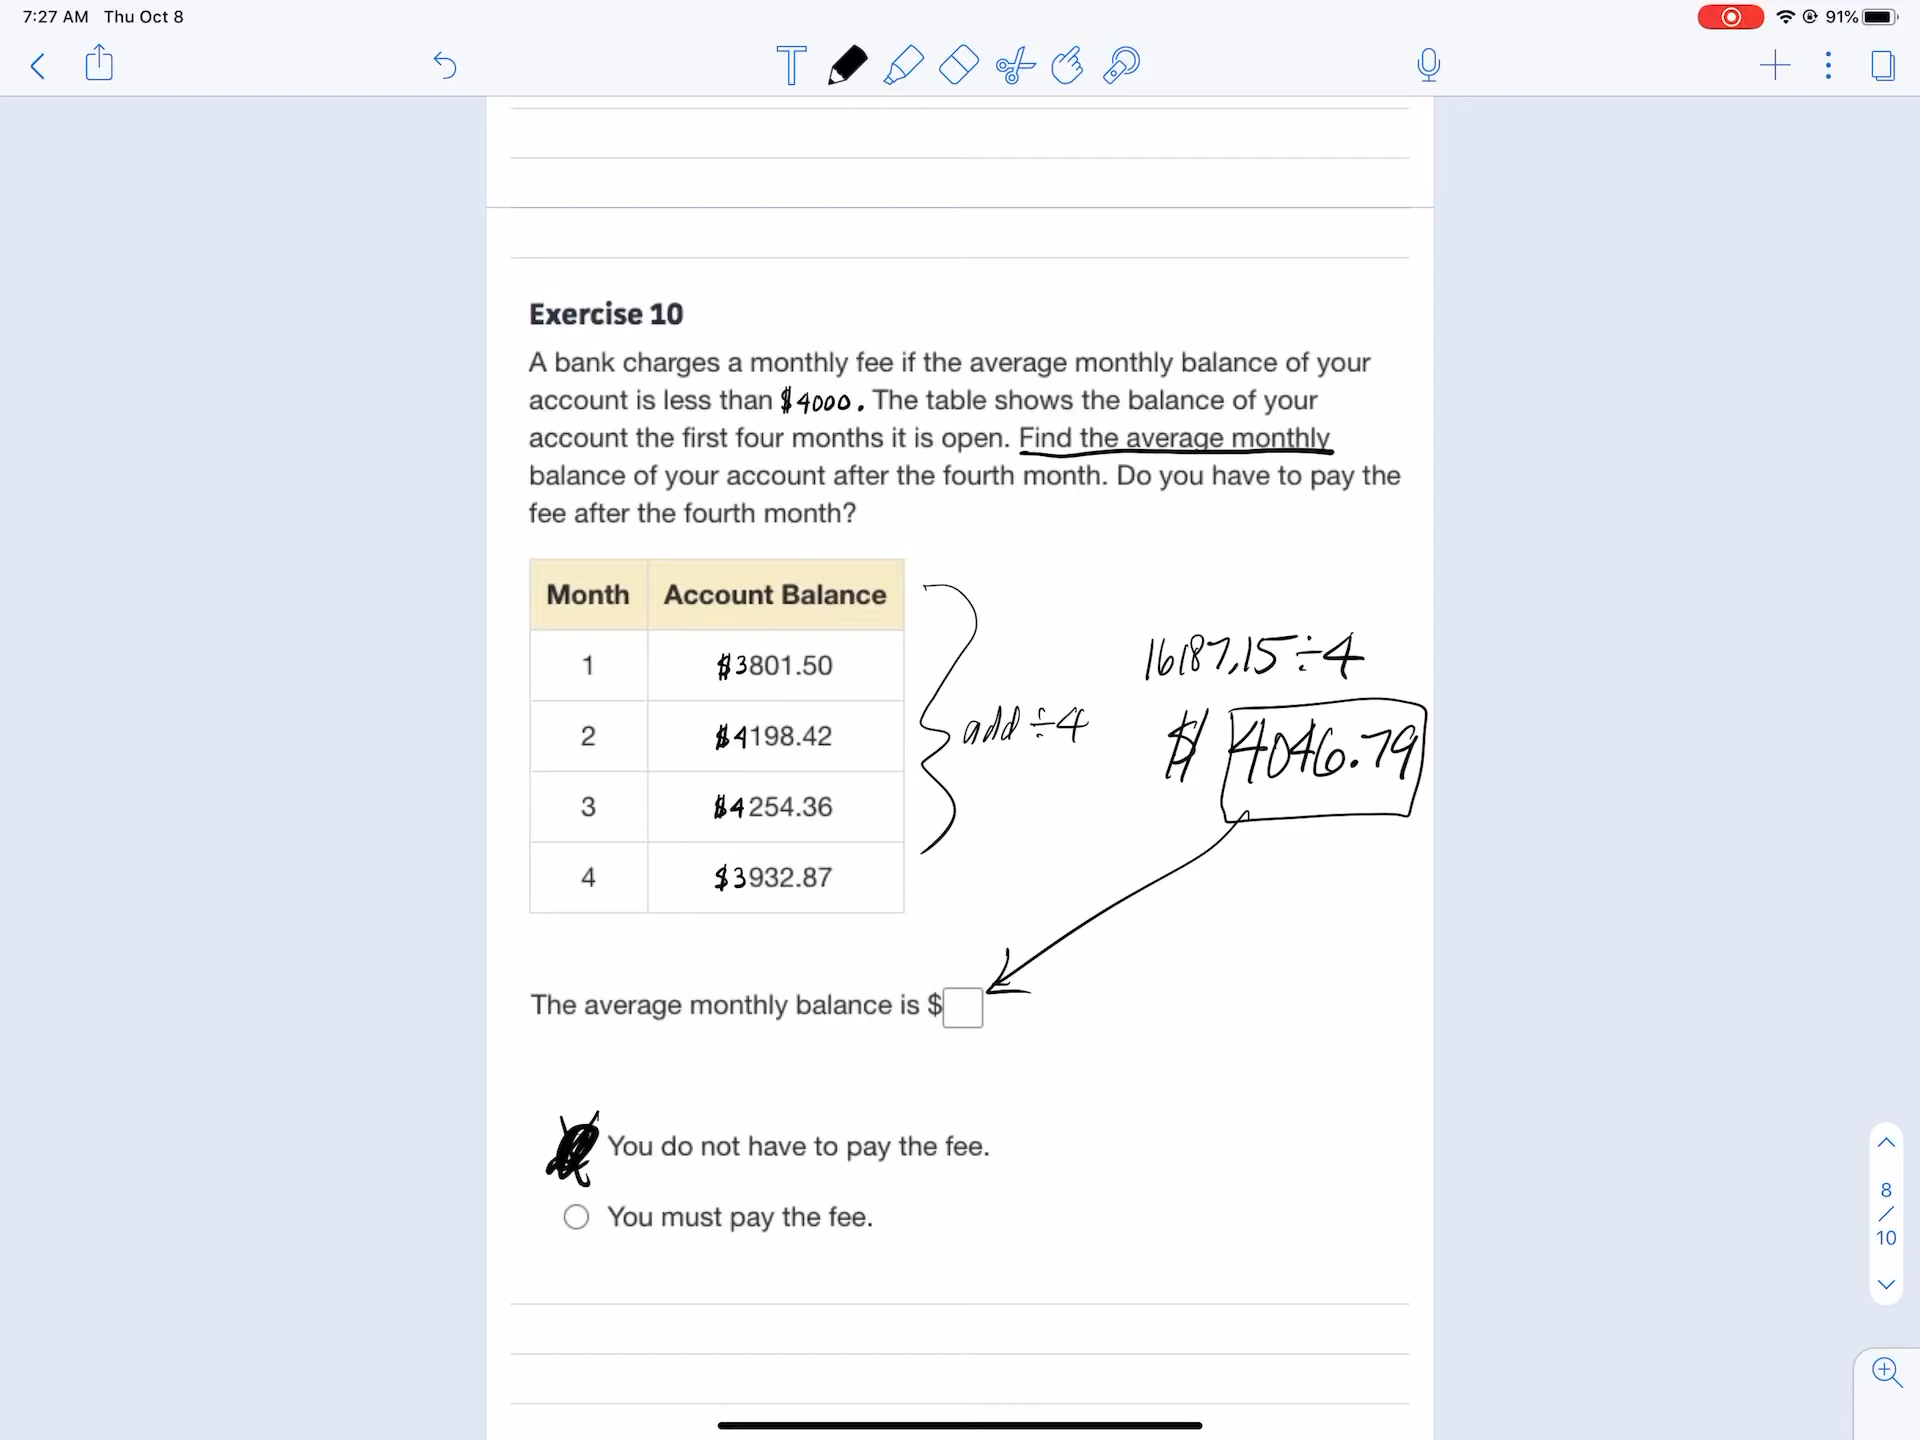 7:27 AM Thu Oct 8
91%
Exercise 10
A bank charges a monthly fee if the average monthly balance of your
account is less than $4000. The table shows the balance of your
account the first four months it is open. Find the average monthly
balance of your account after the fourth month. Do you have to pay the
fee after the fourth month?
Month Account Balance
1 $3801.50
2 $4198.42
3 $4254.36
4 $3932.87
add ÷4
16187.15÷4
$ 4046.79
The average monthly balance is $
You do not have to pay the fee.
You must pay the fee.
8
/
10